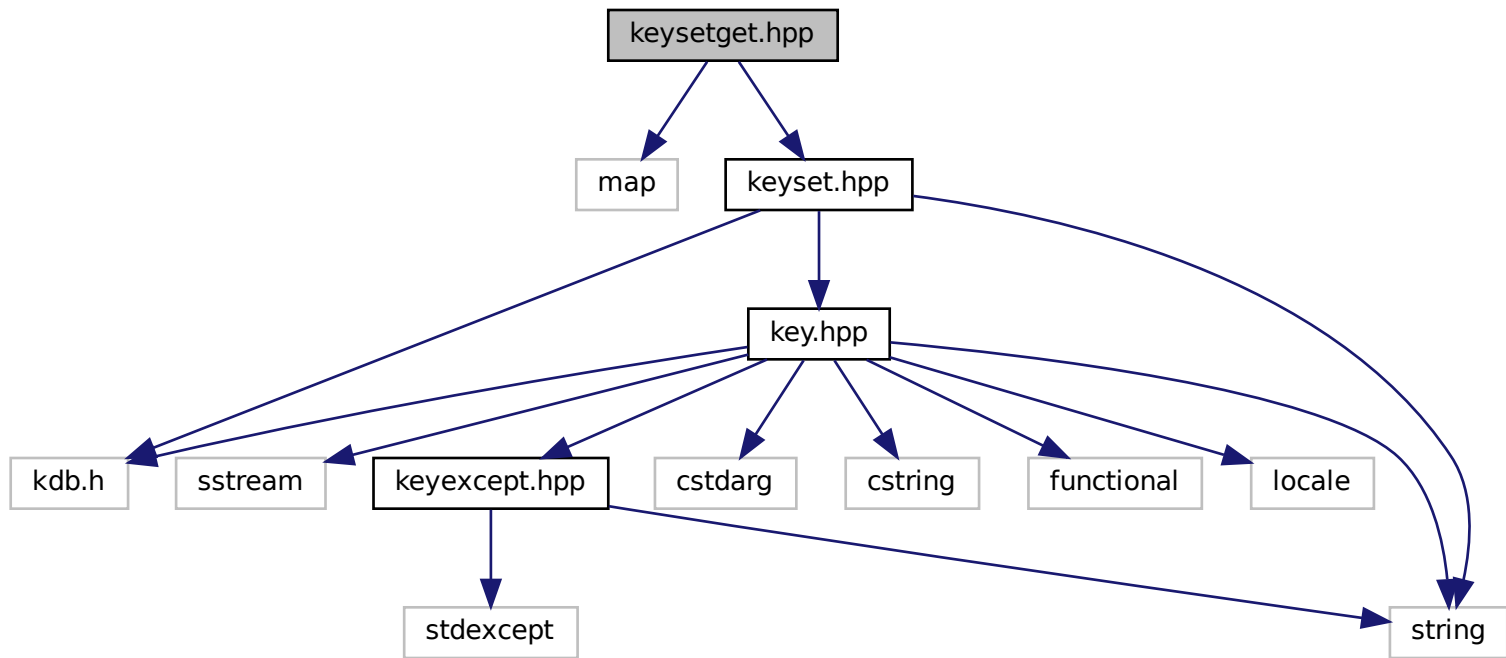 keysetget.hpp
map
keyset.hpp
key.hpp
kdb.h
sstream
keyexcept.hpp
cstdarg
cstring
functional
locale
stdexcept
string